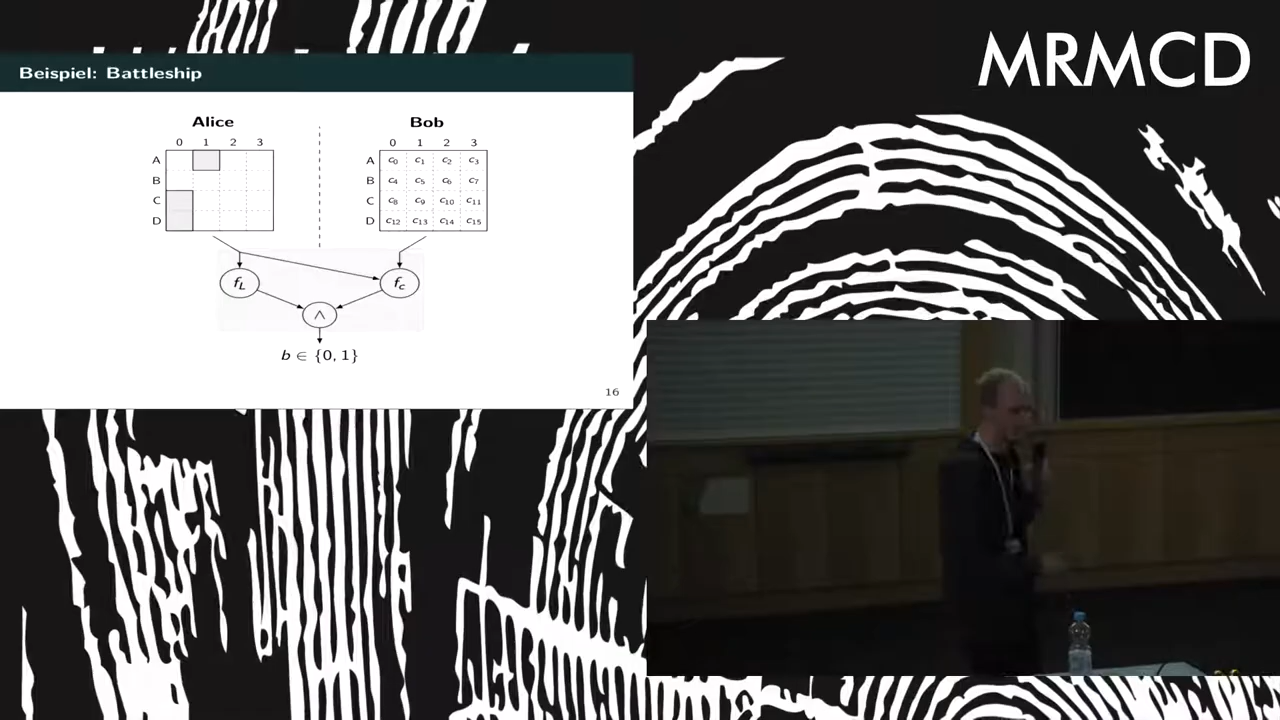 MRMCD
Beispiel: Battleship
Alice Bob
0 1 2 3 0 1 2 3
A A c0 c1 c2 c3
B B c4 c5 c6 c7
C C c8 c9 c10 c11
D D c12 c13 c14 c15
fL fc
∧
b ∈ {0, 1}
16